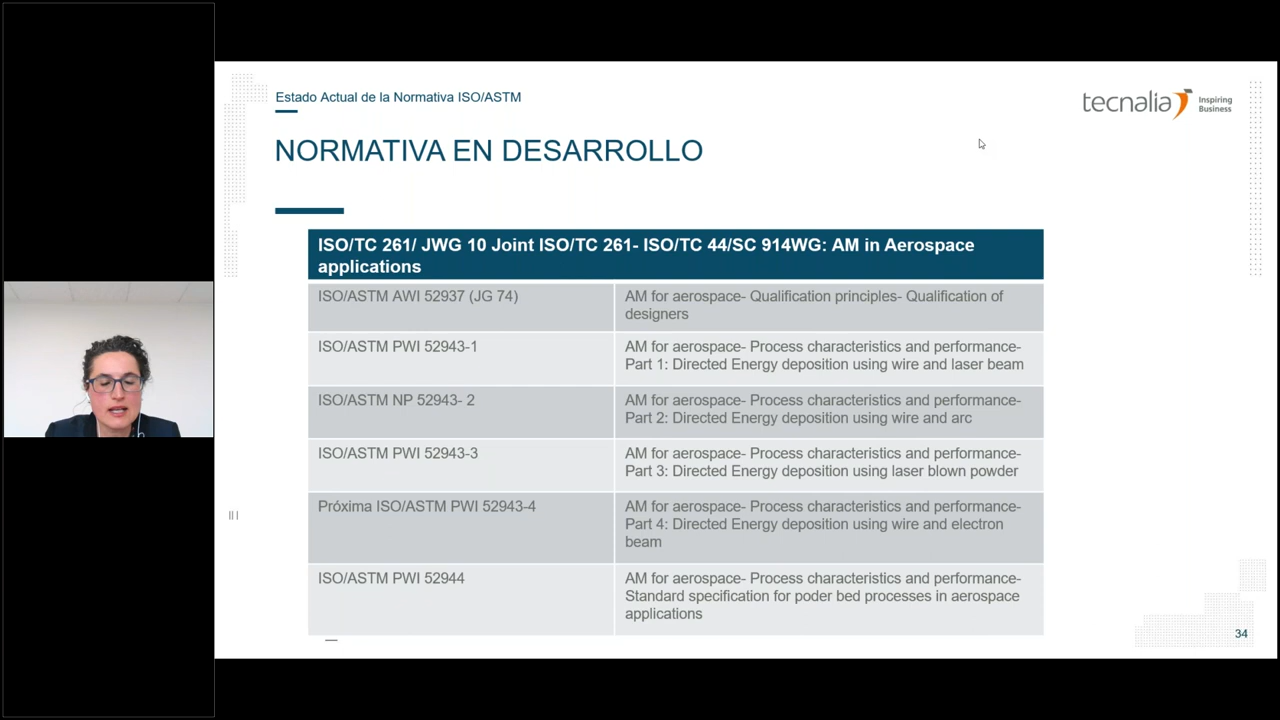 Estado Actual de la Normativa ISO/ASTM
tecnalia Inspiring
Business
NORMATIVA EN DESARROLLO
ISO/TC 261/ JWG 10 Joint ISO/TC 261- ISO/TC 44/SC 914WG: AM in Aerospace
applications
ISO/ASTM AWI 52937 (JG 74)
AM for aerospace- Qualification principles- Qualification of
designers
ISO/ASTM PWI 52943-1
AM for aerospace- Process characteristics and performance-
Part 1: Directed Energy deposition using wire and laser beam
ISO/ASTM NP 52943- 2
AM for aerospace- Process characteristics and performance-
Part 2: Directed Energy deposition using wire and arc
ISO/ASTM PWI 52943-3
AM for aerospace- Process characteristics and performance-
Part 3: Directed Energy deposition using laser blown powder
Próxima ISO/ASTM PWI 52943-4
AM for aerospace- Process characteristics and performance-
Part 4: Directed Energy deposition using wire and electron
beam
ISO/ASTM PWI 52944
AM for aerospace- Process characteristics and performance-
Standard specification for poder bed processes in aerospace
applications
34